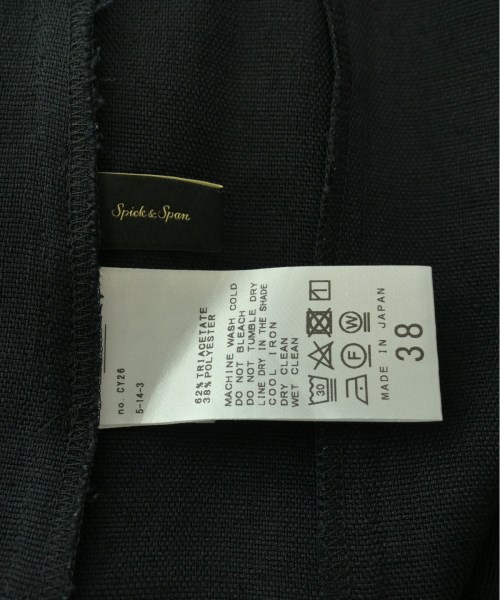 Spick & Span
no. CY26
5-14-3
62% TRIACETATE
38% POLYESTER
MACHINE WASH COLD
DO NOT BLEACH
DO NOT TUMBLE DRY
LINE DRY IN THE SHADE
COOL IRON
DRY CLEAN
WET CLEAN
30
F
W
MADE IN JAPAN
38